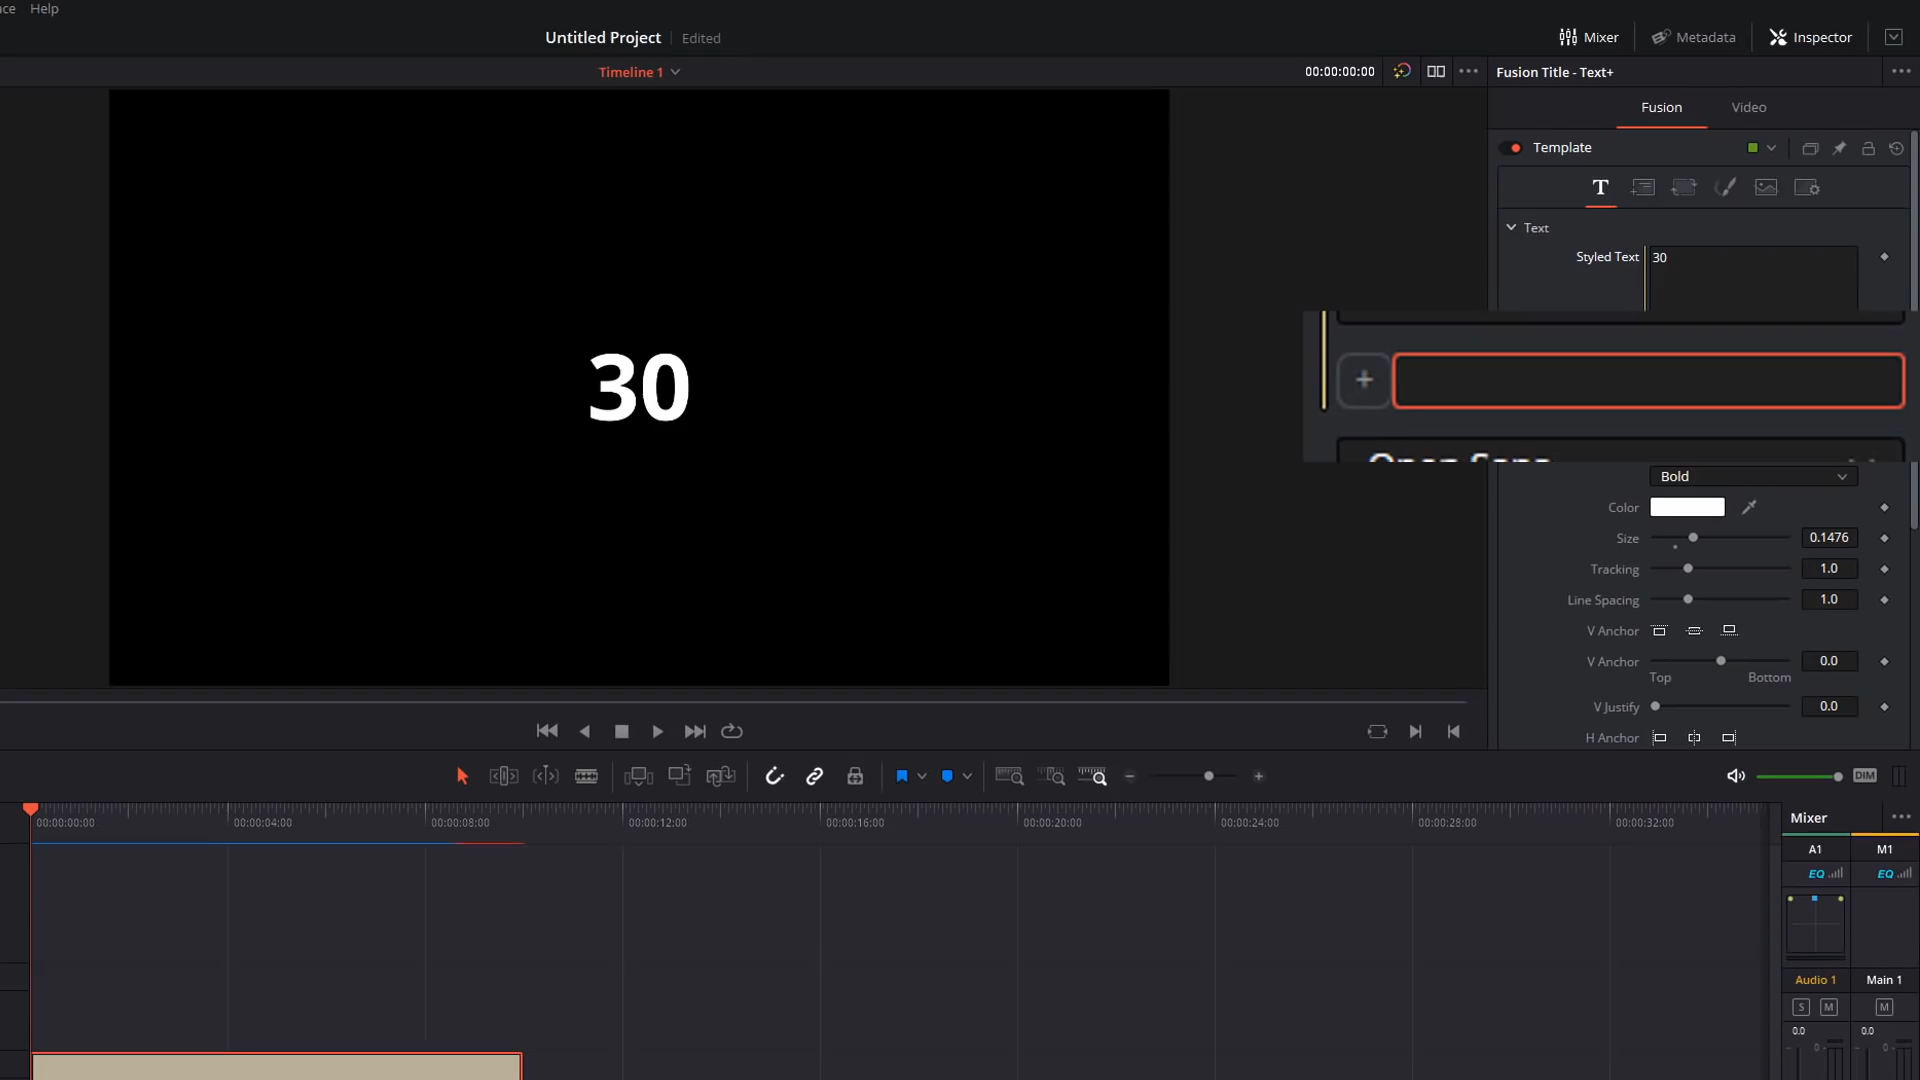 ace Help
Untitled Project Edited
Mixer Metadata Inspector
Timeline 1
00:00:00:00
Fusion Title - Text+
Fusion Video
Template
T
Text
Styled Text 30
30
+
Open Sans
Bold
Color
Size 0.1476
Tracking 1.0
Line Spacing 1.0
V Anchor
V Anchor 0.0
Top Bottom
V Justify 0.0
H Anchor
DIM
00:00:00:00 00:00:04:00 00:00:08:00 00:00:12:00 00:00:16:00 00:00:20:00 00:00:24:00 00:00:28:00 00:00:32:00
Mixer
A1 M1
EQ EQ
Audio 1 Main 1
S M M
0.0 0.0
0 0